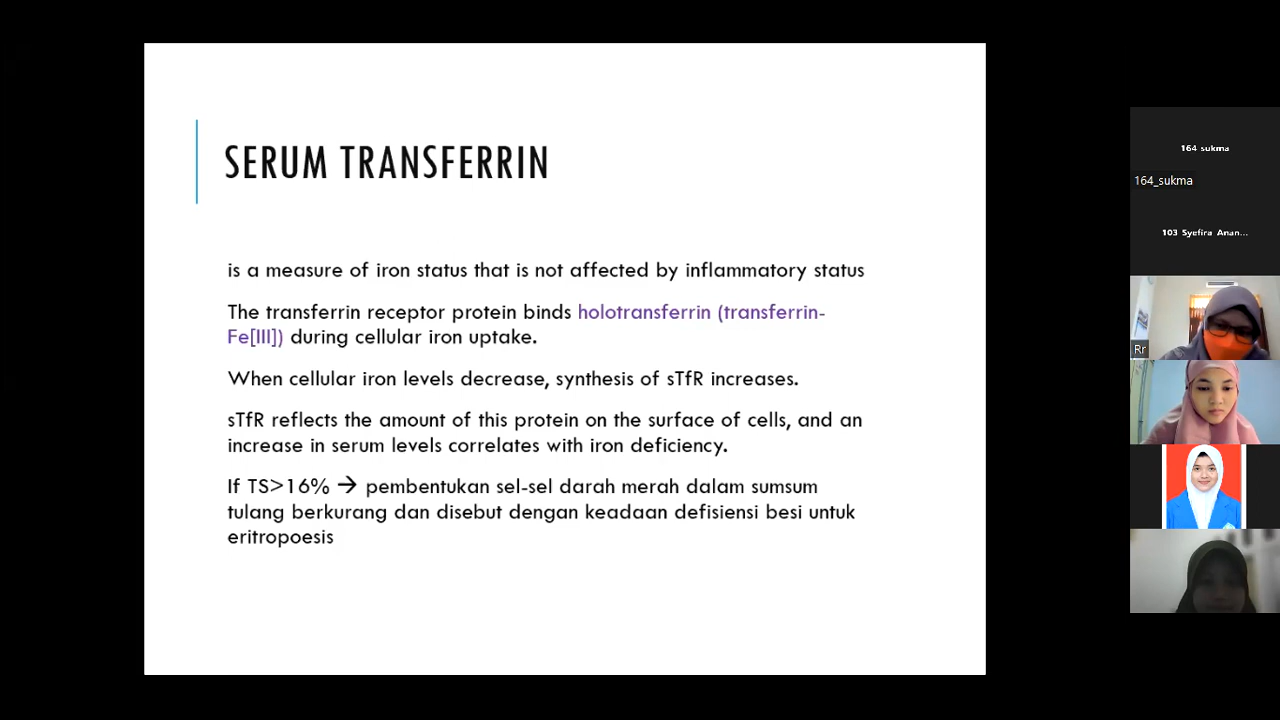 SERUM TRANSFERRIN
is a measure of iron status that is not affected by inflammatory status
The transferrin receptor protein binds holotransferrin (transferrin-
Fe[III]) during cellular iron uptake.
When cellular iron levels decrease, synthesis of sTfR increases.
sTfR reflects the amount of this protein on the surface of cells, and an
increase in serum levels correlates with iron deficiency.
If TS>16% → pembentukan sel-sel darah merah dalam sumsum
tulang berkurang dan disebut dengan keadaan defisiensi besi untuk
eritropoesis
164 sukma
164_sukma
103 Syefira Anan...
Rr